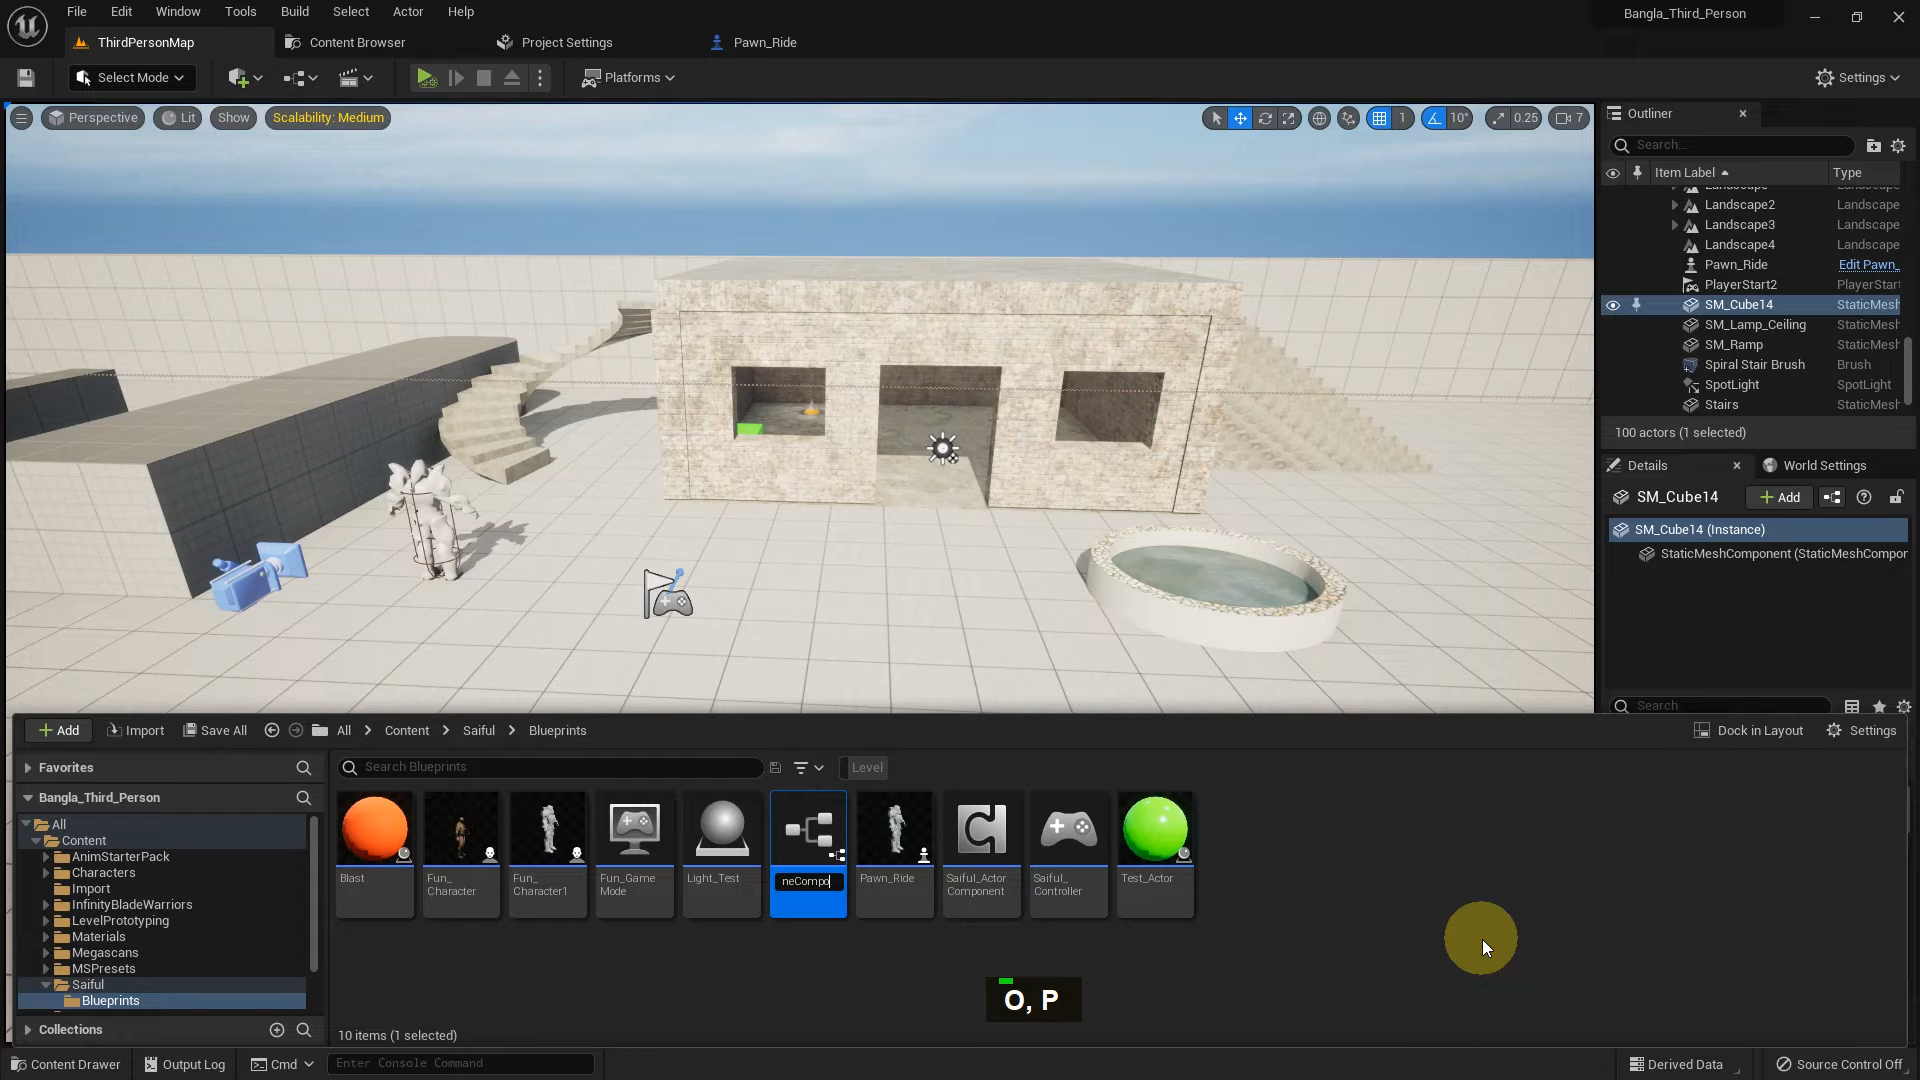 File Edit Window Tools Build Select Actor Help
Bangla_Third_Person
ThirdPersonMap Content Browser Project Settings Pawn_Ride
Select Mode Platforms Settings
Perspective Lit Show Scalability: Medium 1 10° 0.25 7
Outliner
Search...
Item Label Type
Landscape2 Landscape
Landscape3 Landscape
Landscape4 Landscape
Pawn_Ride Edit Pawn_
PlayerStart2 PlayerStart
SM_Cube14 StaticMesh
SM_Lamp_Ceiling StaticMesh
SM_Ramp StaticMesh
Spiral Stair Brush Brush
SpotLight SpotLight
Stairs StaticMesh
100 actors (1 selected)
Details World Settings
SM_Cube14 Add
SM_Cube14 (Instance)
StaticMeshComponent (StaticMeshCompor
Search
Add Import Save All All Content Saiful Blueprints Dock in Layout Settings
Favorites
Search Blueprints Level
Bangla_Third_Person
All
Content
AnimStarterPack
Characters
Import
InfinityBladeWarriors
LevelPrototyping
Materials
Megascans
MSPresets
Saiful
Blueprints
Collections
Blast
Fun_
Character
Fun_
Character1
Fun_Game
Mode
Light_Test
neCompo
Pawn_Ride
Saiful_Actor
Component
Saiful_
Controller
Test_Actor
O, P
10 items (1 selected)
Content Drawer Output Log Cmd Enter Console Command Derived Data Source Control Off